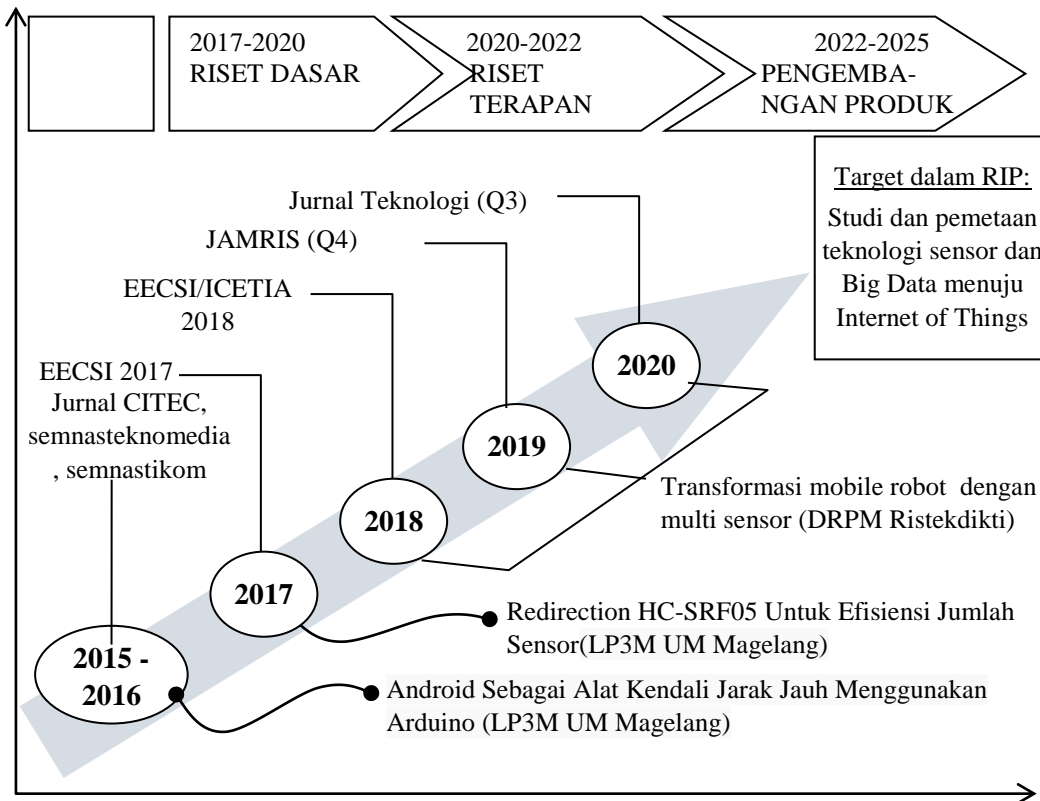 2017-2020
RISET DASAR
2020-2022
RISET
TERAPAN
2022-2025
PENGEMBA-
NGAN PRODUK
Target dalam RIP:
Studi dan pemetaan
teknologi sensor dan
Big Data menuju
Internet of Things
Jurnal Teknologi (Q3)
JAMRIS (Q4)
EECSI/ICETIA
2018
EECSI 2017
Jurnal CITEC,
semnasteknomedia
, semnastikom
2020
2019
2018
2017
2015 -
2016
Transformasi mobile robot dengan
multi sensor (DRPM Ristekdikti)
Redirection HC-SRF05 Untuk Efisiensi Jumlah
Sensor(LP3M UM Magelang)
Android Sebagai Alat Kendali Jarak Jauh Menggunakan
Arduino (LP3M UM Magelang)